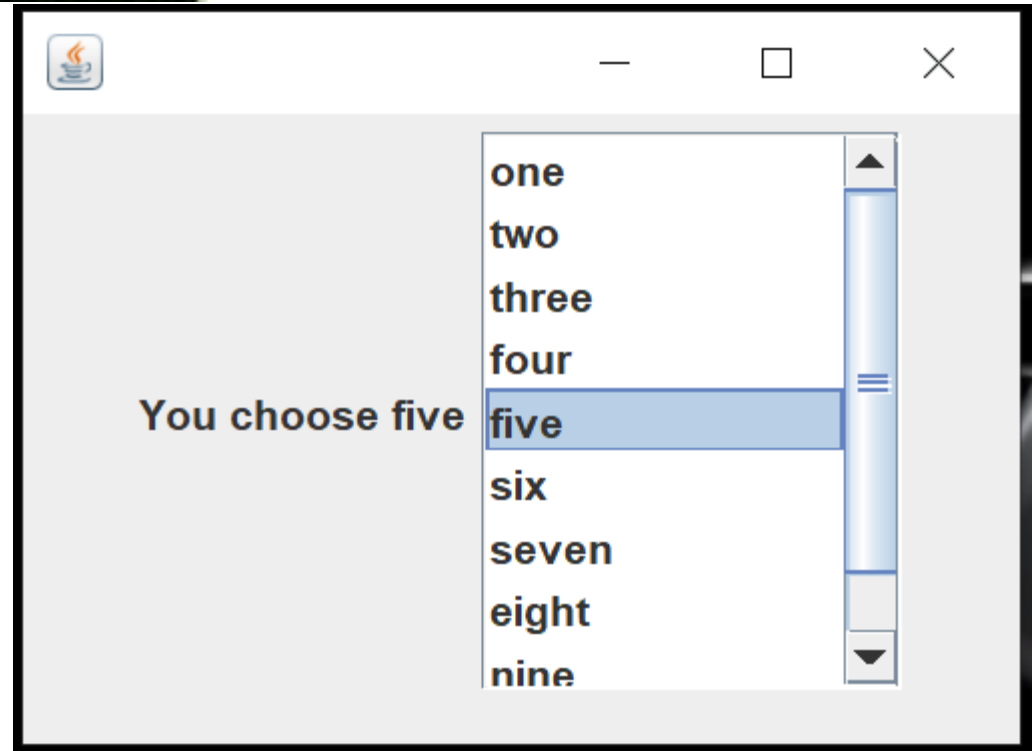 one
two
three
four
You choose five
five
six
seven
eight
nine